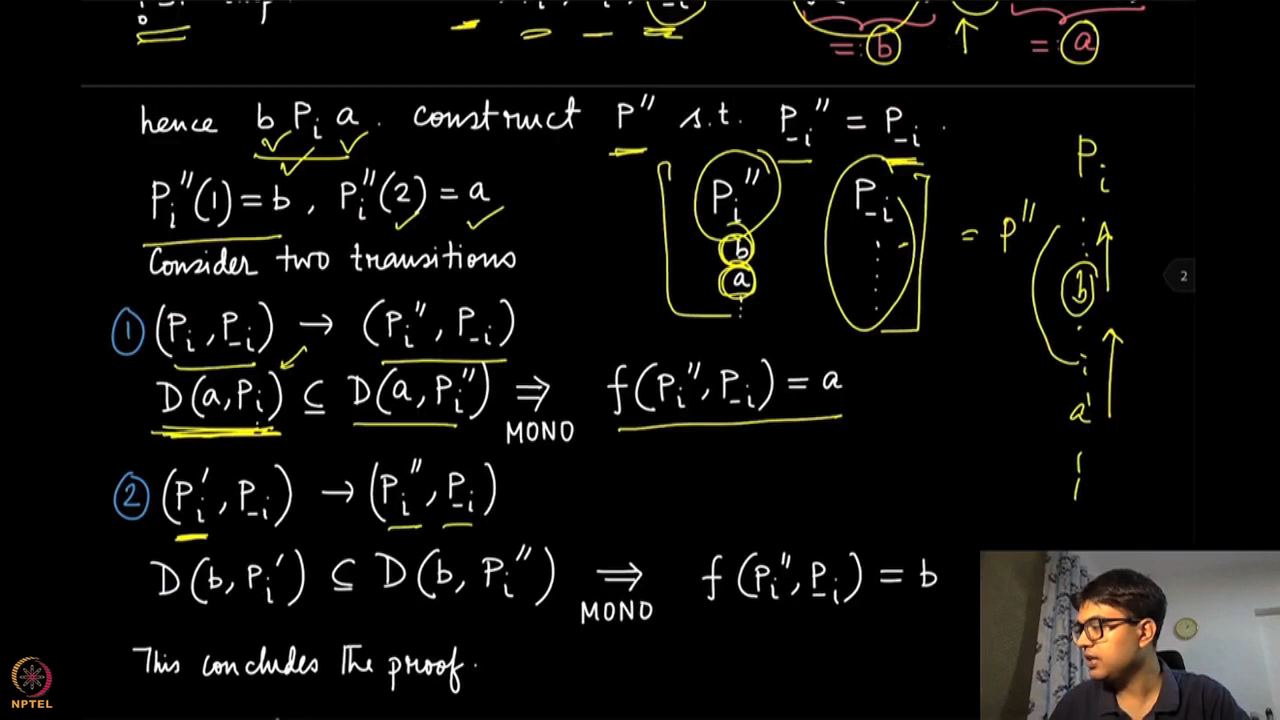 = b = a
hence b P_i a . construct P'' s.t. P_{-i}'' = P_{-i} .
P_i''(1) = b , P_i''(2) = a
Consider two transitions
[ P_i'' P_{-i} ] = P''
b
a
P_i
b
a
① (P_i, P_{-i}) → (P_i'', P_{-i})
D(a, P_i) ⊆ D(a, P_i'') ⇒ f(P_i'', P_{-i}) = a
MONO
② (P_i', P_{-i}) → (P_i'', P_{-i})
D(b, P_i') ⊆ D(b, P_i'') ⇒ f(P_i'', P_{-i}) = b
MONO
This concludes the proof.
2
NPTEL